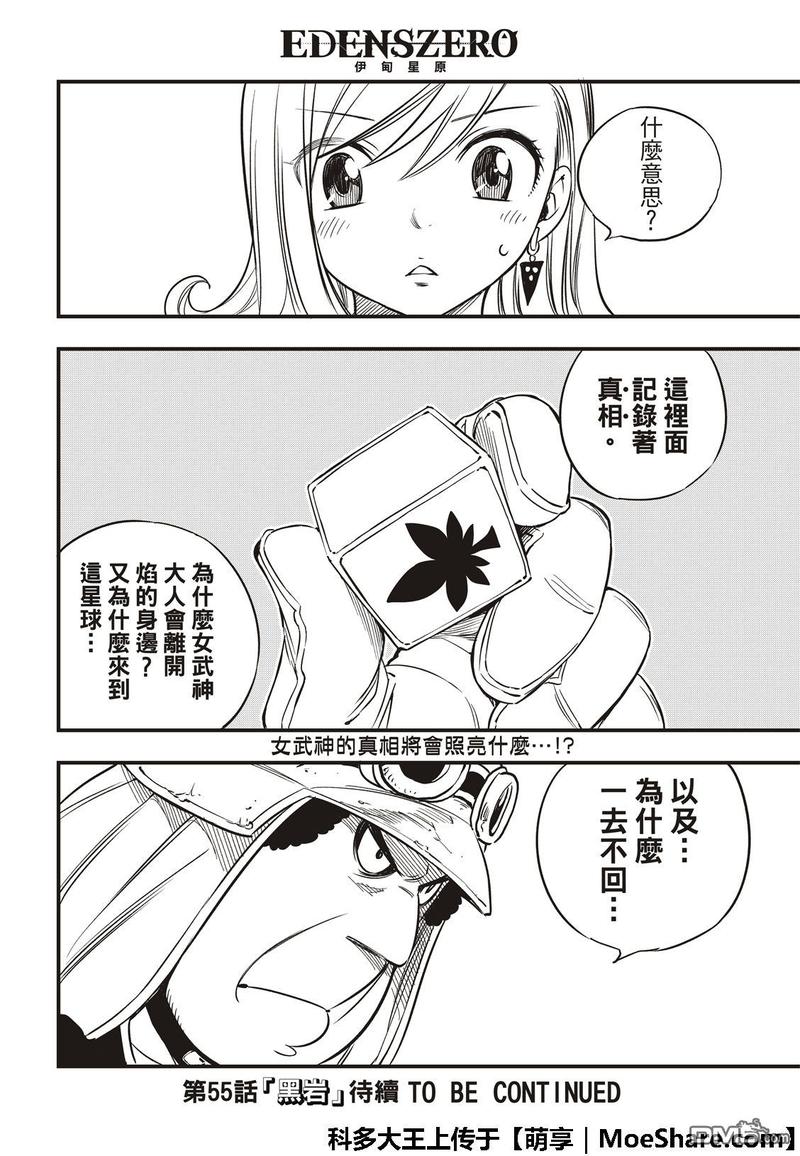 EDENSZERO
伊甸星原
什麼意思？
這裡面
記錄著
真相。
為什麼女武神
大人會離開
焰的身邊？
又為什麼來到
這星球…
女武神的真相將會照亮什麼…!?
以及…
為什麼
一去不回…
第55話『黑岩』待續 TO BE CONTINUED
科多大王上传于【萌享｜MoeShare.com】